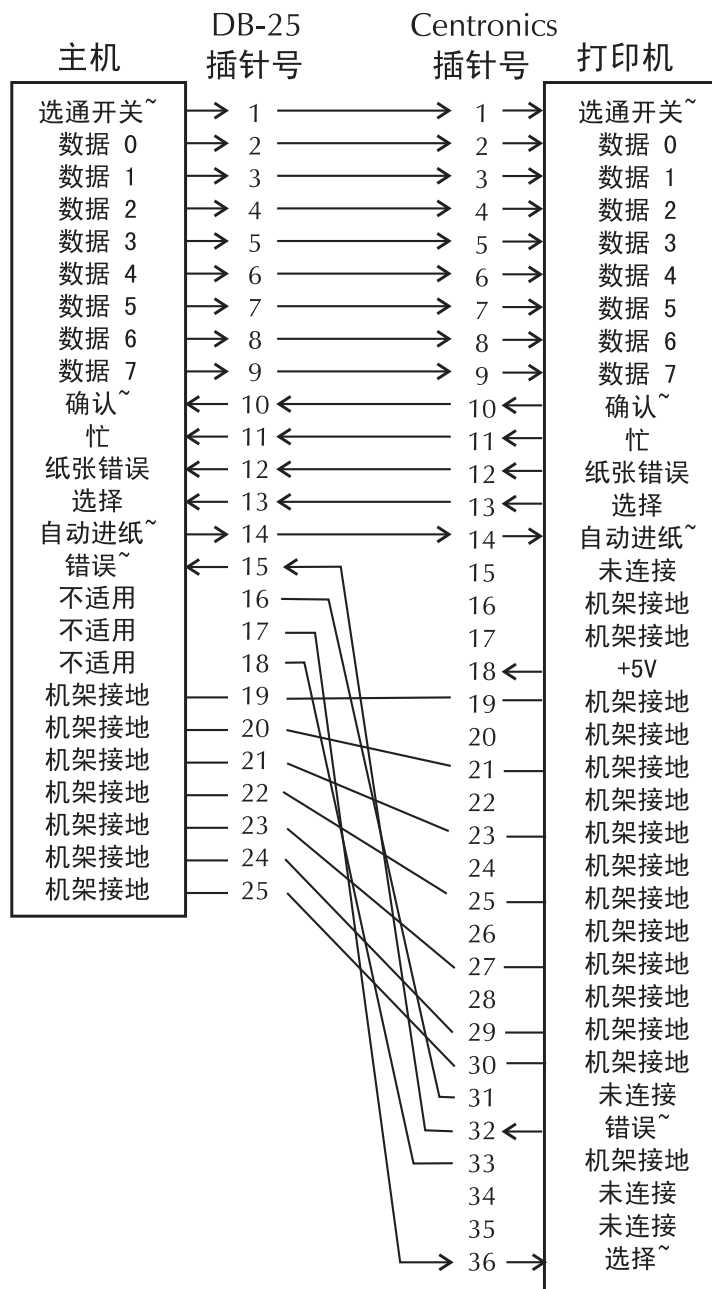 DB-25 Centronics
主机 插针号 插针号 打印机
选通开关~ 1 1 选通开关~
数据 0 2 2 数据 0
数据 1 3 3 数据 1
数据 2 4 4 数据 2
数据 3 5 5 数据 3
数据 4 6 6 数据 4
数据 5 7 7 数据 5
数据 6 8 8 数据 6
数据 7 9 9 数据 7
确认~ 10 10 确认~
忙 11 11 忙
纸张错误 12 12 纸张错误
选择 13 13 选择
自动进纸~ 14 14 自动进纸~
错误~ 15 15 未连接
不适用 16 16 机架接地
不适用 17 17 机架接地
不适用 18 18 +5V
机架接地 19 19 机架接地
机架接地 20 20 机架接地
机架接地 21 21 机架接地
机架接地 22 22 机架接地
机架接地 23 23 机架接地
机架接地 24 24 机架接地
机架接地 25 25 机架接地
26 机架接地
27 机架接地
28 机架接地
29 机架接地
30 机架接地
31 未连接
32 错误~
33 机架接地
34 未连接
35 未连接
36 选择~